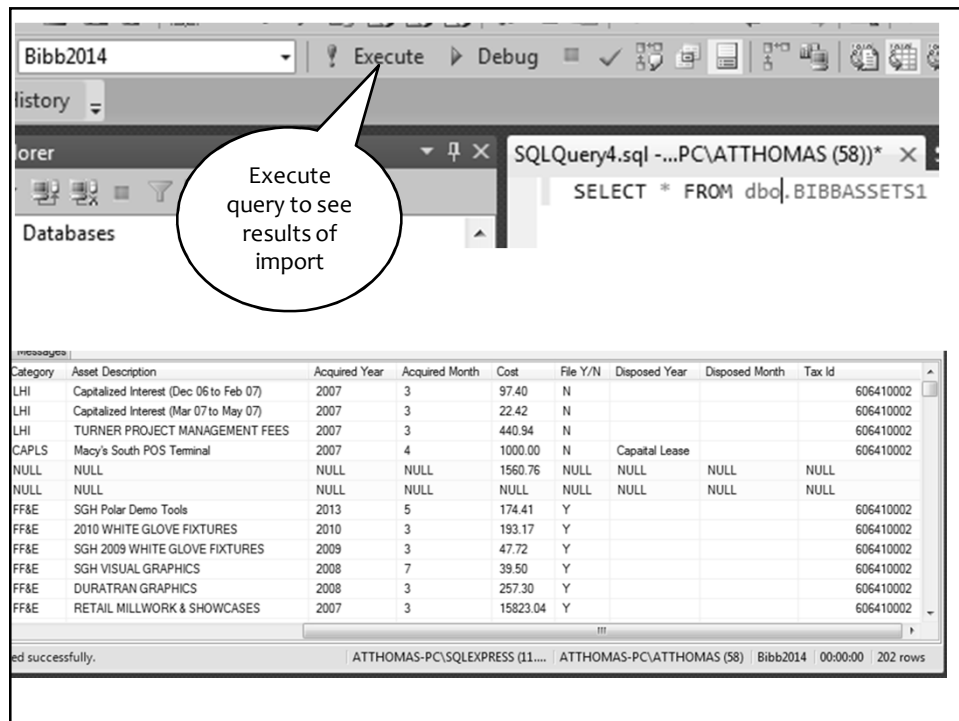 Bibb2014 Execute Debug
listory
lorer
SQLQuery4.sql -...PC\ATTHOMAS (58))*
SELECT * FROM dbo.BIBBASSETS1
Databases
Execute
query to see
results of
import
Messages
Category Asset Description Acquired Year Acquired Month Cost File Y/N Disposed Year Disposed Month Tax Id
LHI Capitalized Interest (Dec 06 to Feb 07) 2007 3 97.40 N 606410002
LHI Capitalized Interest (Mar 07 to May 07) 2007 3 22.42 N 606410002
LHI TURNER PROJECT MANAGEMENT FEES 2007 3 440.94 N 606410002
CAPLS Macy's South POS Terminal 2007 4 1000.00 N Capaital Lease 606410002
NULL NULL NULL NULL 1560.76 NULL NULL NULL NULL
NULL NULL NULL NULL NULL NULL NULL NULL NULL
FF&E SGH Polar Demo Tools 2013 5 174.41 Y 606410002
FF&E 2010 WHITE GLOVE FIXTURES 2010 3 193.17 Y 606410002
FF&E SGH 2009 WHITE GLOVE FIXTURES 2009 3 47.72 Y 606410002
FF&E SGH VISUAL GRAPHICS 2008 7 39.50 Y 606410002
FF&E DURATRAN GRAPHICS 2008 3 257.30 Y 606410002
FF&E RETAIL MILLWORK & SHOWCASES 2007 3 15823.04 Y 606410002
ed successfully. ATTHOMAS-PC\SQLEXPRESS (11.... ATTHOMAS-PC\ATTHOMAS (58) Bibb2014 00:00:00 202 rows